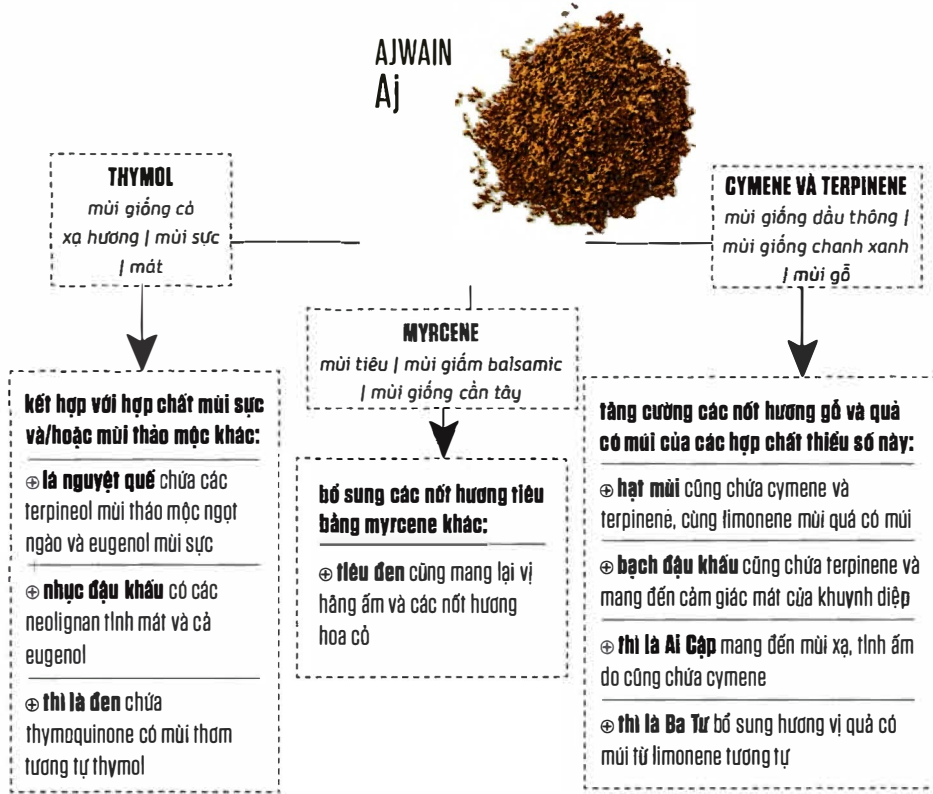 AJWAIN
Aj
THYMOL
mùi giống cỏ
xạ hương | mùi sực
| mát
CYMENE VÀ TERPINENE
mùi giống dầu thông |
mùi giống chanh xanh
| mùi gỗ
MYRCENE
mùi tiêu | mùi giấm balsamic
| mùi giống cần tây
kết hợp với hợp chất mùi sực
và/hoặc mùi thảo mộc khác:
⊕ lá nguyệt quế chứa các
terpineol mùi thảo mộc ngọt
ngào và eugenol mùi sực
⊕ nhục đậu khấu có các
neolignan tính mát và cả
eugenol
⊕ thì là đen chứa
thymoquinone có mùi thơm
tương tự thymol
bổ sung các nốt hương tiêu
bằng myrcene khác:
⊕ tiêu đen cũng mang lại vị
hăng ấm và các nốt hương
hoa cỏ
tăng cường các nốt hương gỗ và quả
có múi của các hợp chất thiểu số này:
⊕ hạt mùi cũng chứa cymene và
terpinene, cùng limonene mùi quả có múi
⊕ bạch đậu khấu cũng chứa terpinene và
mang đến cảm giác mát của khuynh diệp
⊕ thì là Ai Cập mang đến mùi xạ, tính ấm
do cũng chứa cymene
⊕ thì là Ba Tư bổ sung hương vị quả có
múi từ limonene tương tự